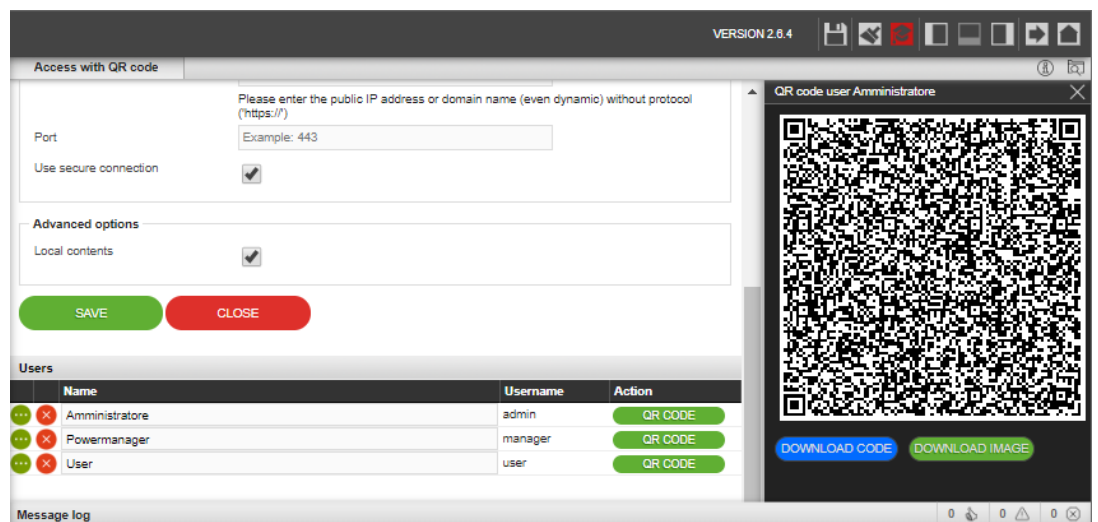 VERSION 2.6.4
Access with QR code
Please enter the public IP address or domain name (even dynamic) without protocol
('https://')
Port
Example: 443
Use secure connection
Advanced options
Local contents
SAVE
CLOSE
Users
Name
Username
Action
Amministratore
admin
QR CODE
Powermanager
manager
QR CODE
User
user
QR CODE
QR code user Amministratore
DOWNLOAD CODE
DOWNLOAD IMAGE
Message log
0
0
0